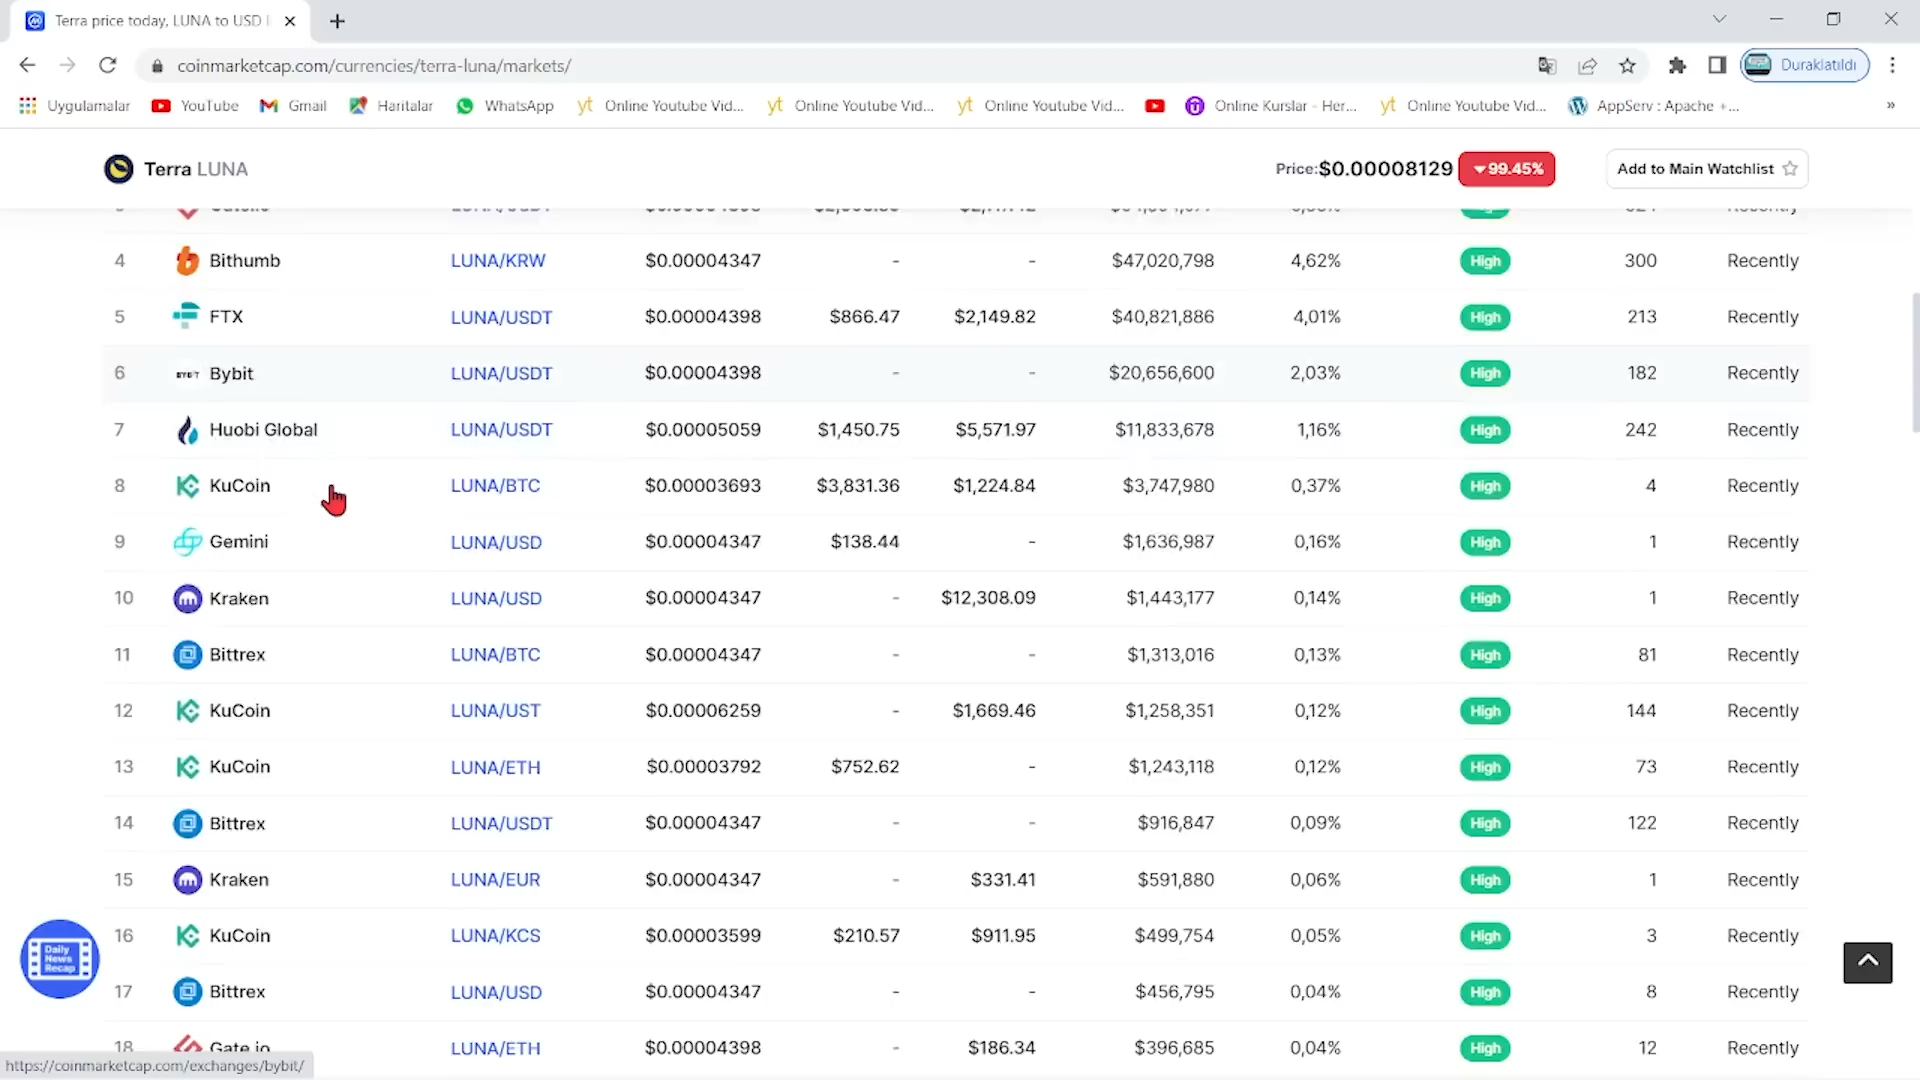 Terra price today, LUNA to USD
coinmarketcap.com/currencies/terra-luna/markets/
Duraklatıldı
Uygulamalar YouTube Gmail Haritalar WhatsApp yt Online Youtube Vid... yt Online Youtube Vid... yt Online Youtube Vid... Online Kurslar - Her... yt Online Youtube Vid... AppServ : Apache +... »
Terra LUNA Price:$0.00008129 99.45% Add to Main Watchlist
4 Bithumb LUNA/KRW $0.00004347 - - $47,020,798 4,62% High 300 Recently
5 FTX LUNA/USDT $0.00004398 $866.47 $2,149.82 $40,821,886 4,01% High 213 Recently
6 BYBIT Bybit LUNA/USDT $0.00004398 - - $20,656,600 2,03% High 182 Recently
7 Huobi Global LUNA/USDT $0.00005059 $1,450.75 $5,571.97 $11,833,678 1,16% High 242 Recently
8 KuCoin LUNA/BTC $0.00003693 $3,831.36 $1,224.84 $3,747,980 0,37% High 4 Recently
9 Gemini LUNA/USD $0.00004347 $138.44 - $1,636,987 0,16% High 1 Recently
10 Kraken LUNA/USD $0.00004347 - $12,308.09 $1,443,177 0,14% High 1 Recently
11 Bittrex LUNA/BTC $0.00004347 - - $1,313,016 0,13% High 81 Recently
12 KuCoin LUNA/UST $0.00006259 - $1,669.46 $1,258,351 0,12% High 144 Recently
13 KuCoin LUNA/ETH $0.00003792 $752.62 - $1,243,118 0,12% High 73 Recently
14 Bittrex LUNA/USDT $0.00004347 - - $916,847 0,09% High 122 Recently
15 Kraken LUNA/EUR $0.00004347 - $331.41 $591,880 0,06% High 1 Recently
16 KuCoin LUNA/KCS $0.00003599 $210.57 $911.95 $499,754 0,05% High 3 Recently
Daily
News
Recap
17 Bittrex LUNA/USD $0.00004347 - - $456,795 0,04% High 8 Recently
18 Gate.io LUNA/ETH $0.00004398 - $186.34 $396,685 0,04% High 12 Recently
https://coinmarketcap.com/exchanges/bybit/